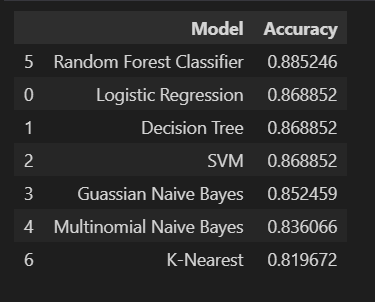 Model Accuracy
5 Random Forest Classifier 0.885246
0 Logistic Regression 0.868852
1 Decision Tree 0.868852
2 SVM 0.868852
3 Guassian Naive Bayes 0.852459
4 Multinomial Naive Bayes 0.836066
6 K-Nearest 0.819672